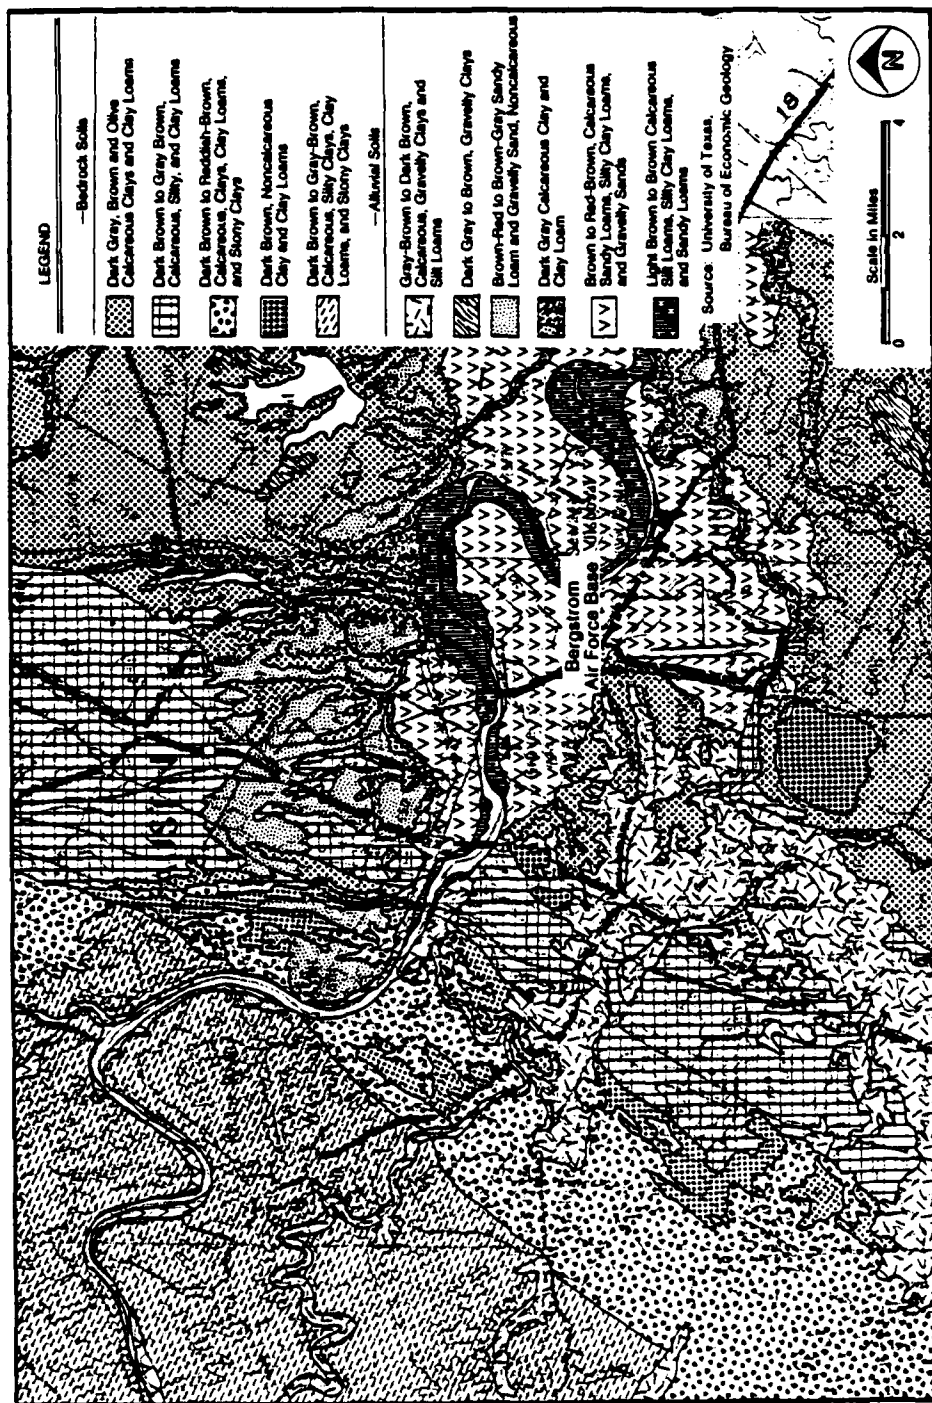 LEGEND
—Bedrock Soils
Dark Gray, Brown and Olive
Calcareous Clays and Clay Loams
Dark Brown to Gray Brown,
Calcareous, Silty, and Clay Loams
Dark Brown to Reddish-Brown,
Calcareous, Clays, Clay Loams,
and Stony Clays
Dark Brown, Noncalcareous
Clay and Clay Loams
Dark Brown to Gray-Brown,
Calcareous, Silty Clays, Clay
Loams, and Stony Clays
—Alluvial Soils
Gray-Brown to Dark Brown,
Calcareous, Gravelly Clays and
Silt Loams
Dark Gray to Brown, Gravelly Clays
Brown-Red to Brown-Gray Sandy
Loam and Gravelly Sand, Noncalcareous
Dark Grey Calcareous Clay and
Clay Loam
Brown to Red-Brown, Calcareous
Sandy Loams, Silty Clay Loams,
and Gravelly Sands
Light Brown to Brown Calcareous
Silt Loams, Silty Clay Loams,
and Sandy Loams
Source: University of Texas,
Bureau of Economic Geology
Bergstrom
Air Force Base
18
0 2 4
Scale in Miles
N